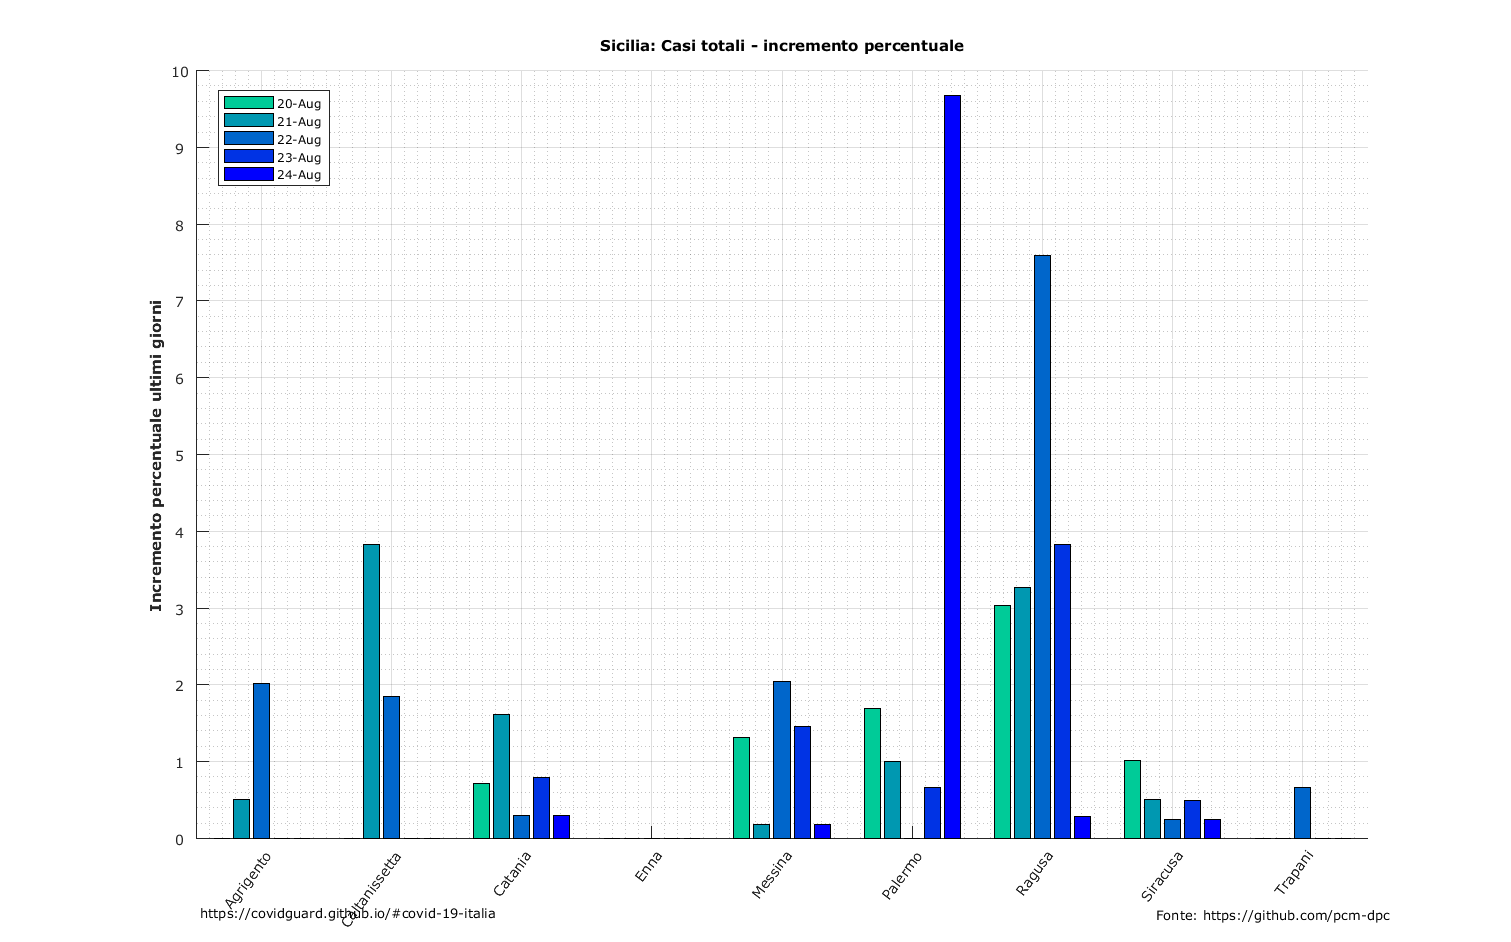 Sicilia: Casi totali - incremento percentuale
Incremento percentuale ultimi giorni
10
9
8
7
6
5
4
3
2
1
0
20-Aug
21-Aug
22-Aug
23-Aug
24-Aug
Agrigento
Caltanissetta
Catania
Enna
Messina
Palermo
Ragusa
Siracusa
Trapani
https://covidguard.github.io/#covid-19-italia
Fonte: https://github.com/pcm-dpc